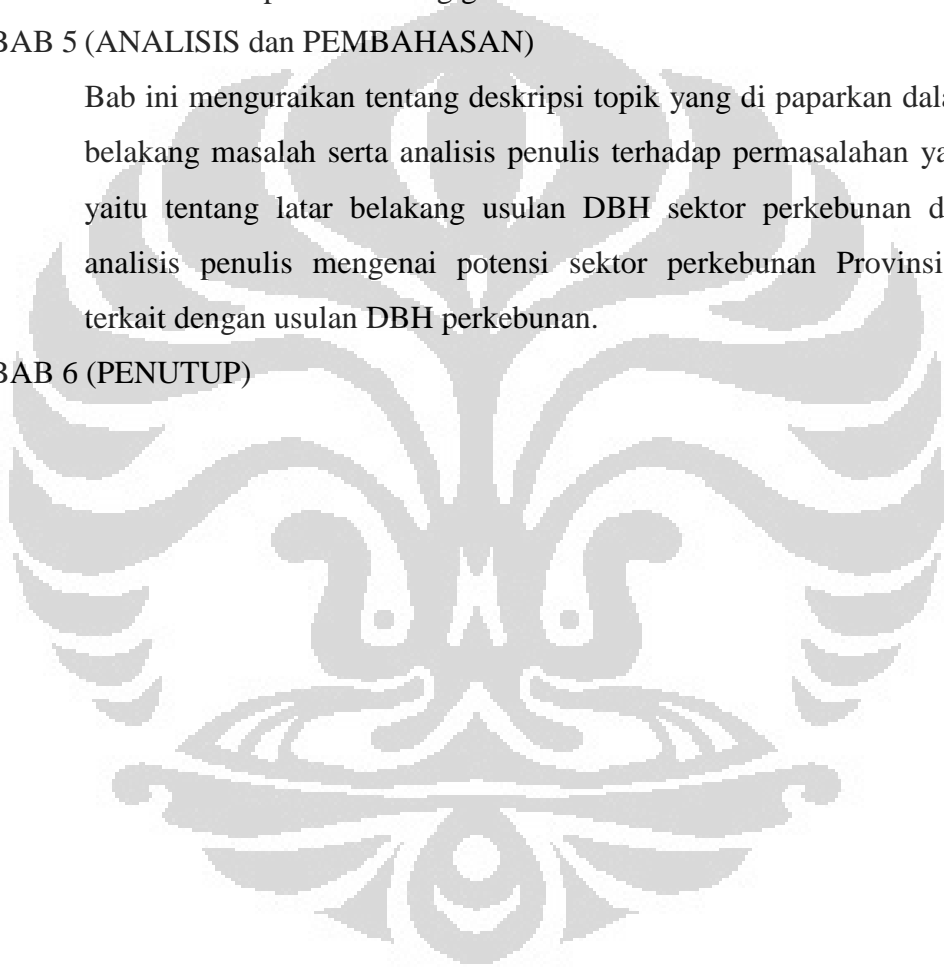 BAB 5 (ANALISIS dan PEMBAHASAN)
Bab ini menguraikan tentang deskripsi topik yang di paparkan
belakang masalah serta analisis penulis terhadap permasalahan
yaitu tentang latar belakang usulan DBH sektor perkebunan
analisis penulis mengenai potensi sektor perkebunan Provinsi
terkait dengan usulan DBH perkebunan.
BAB 6 (PENUTUP)